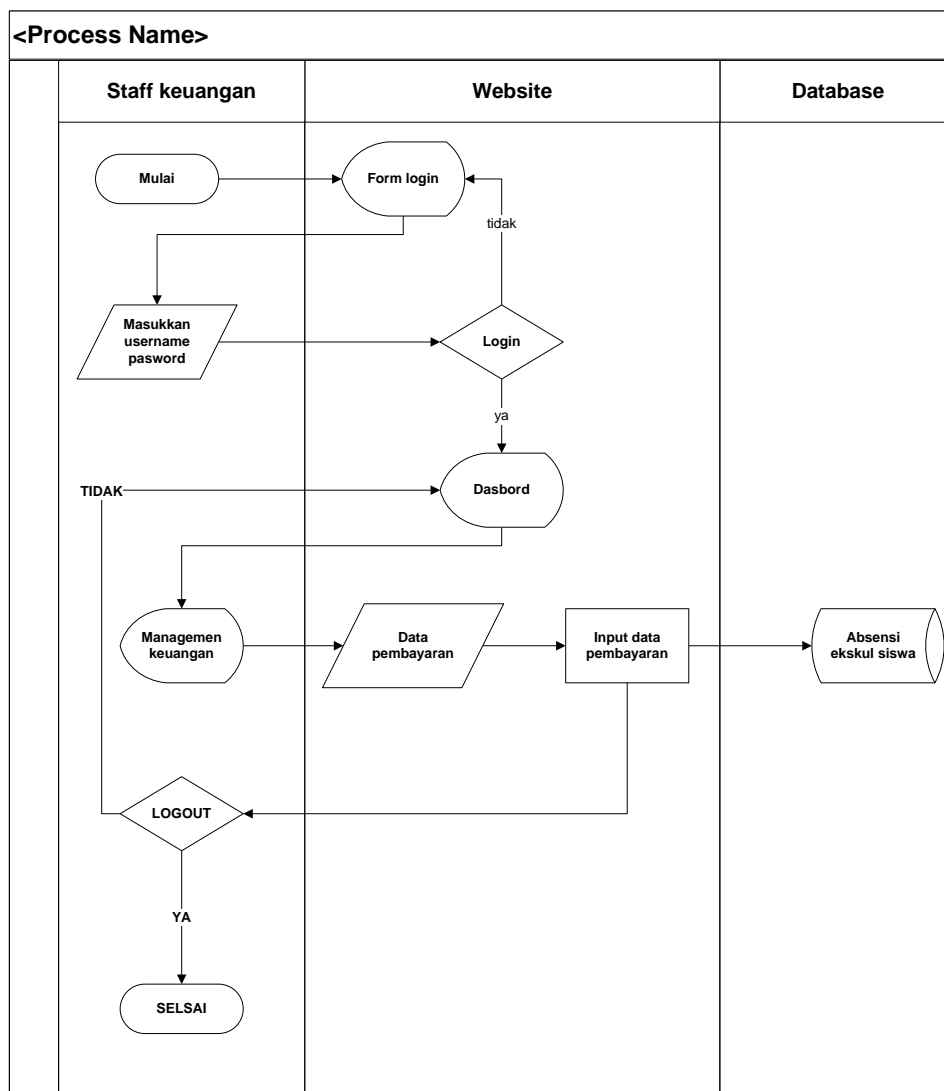 <Process Name>
Staff keuangan
Website
Database
Mulai
Form login
tidak
Masukkan
username
pasword
Login
ya
Dasbord
TIDAK
Managemen
keuangan
Data
pembayaran
Input data
pembayaran
Absensi
ekskul siswa
LOGOUT
YA
SELSAI